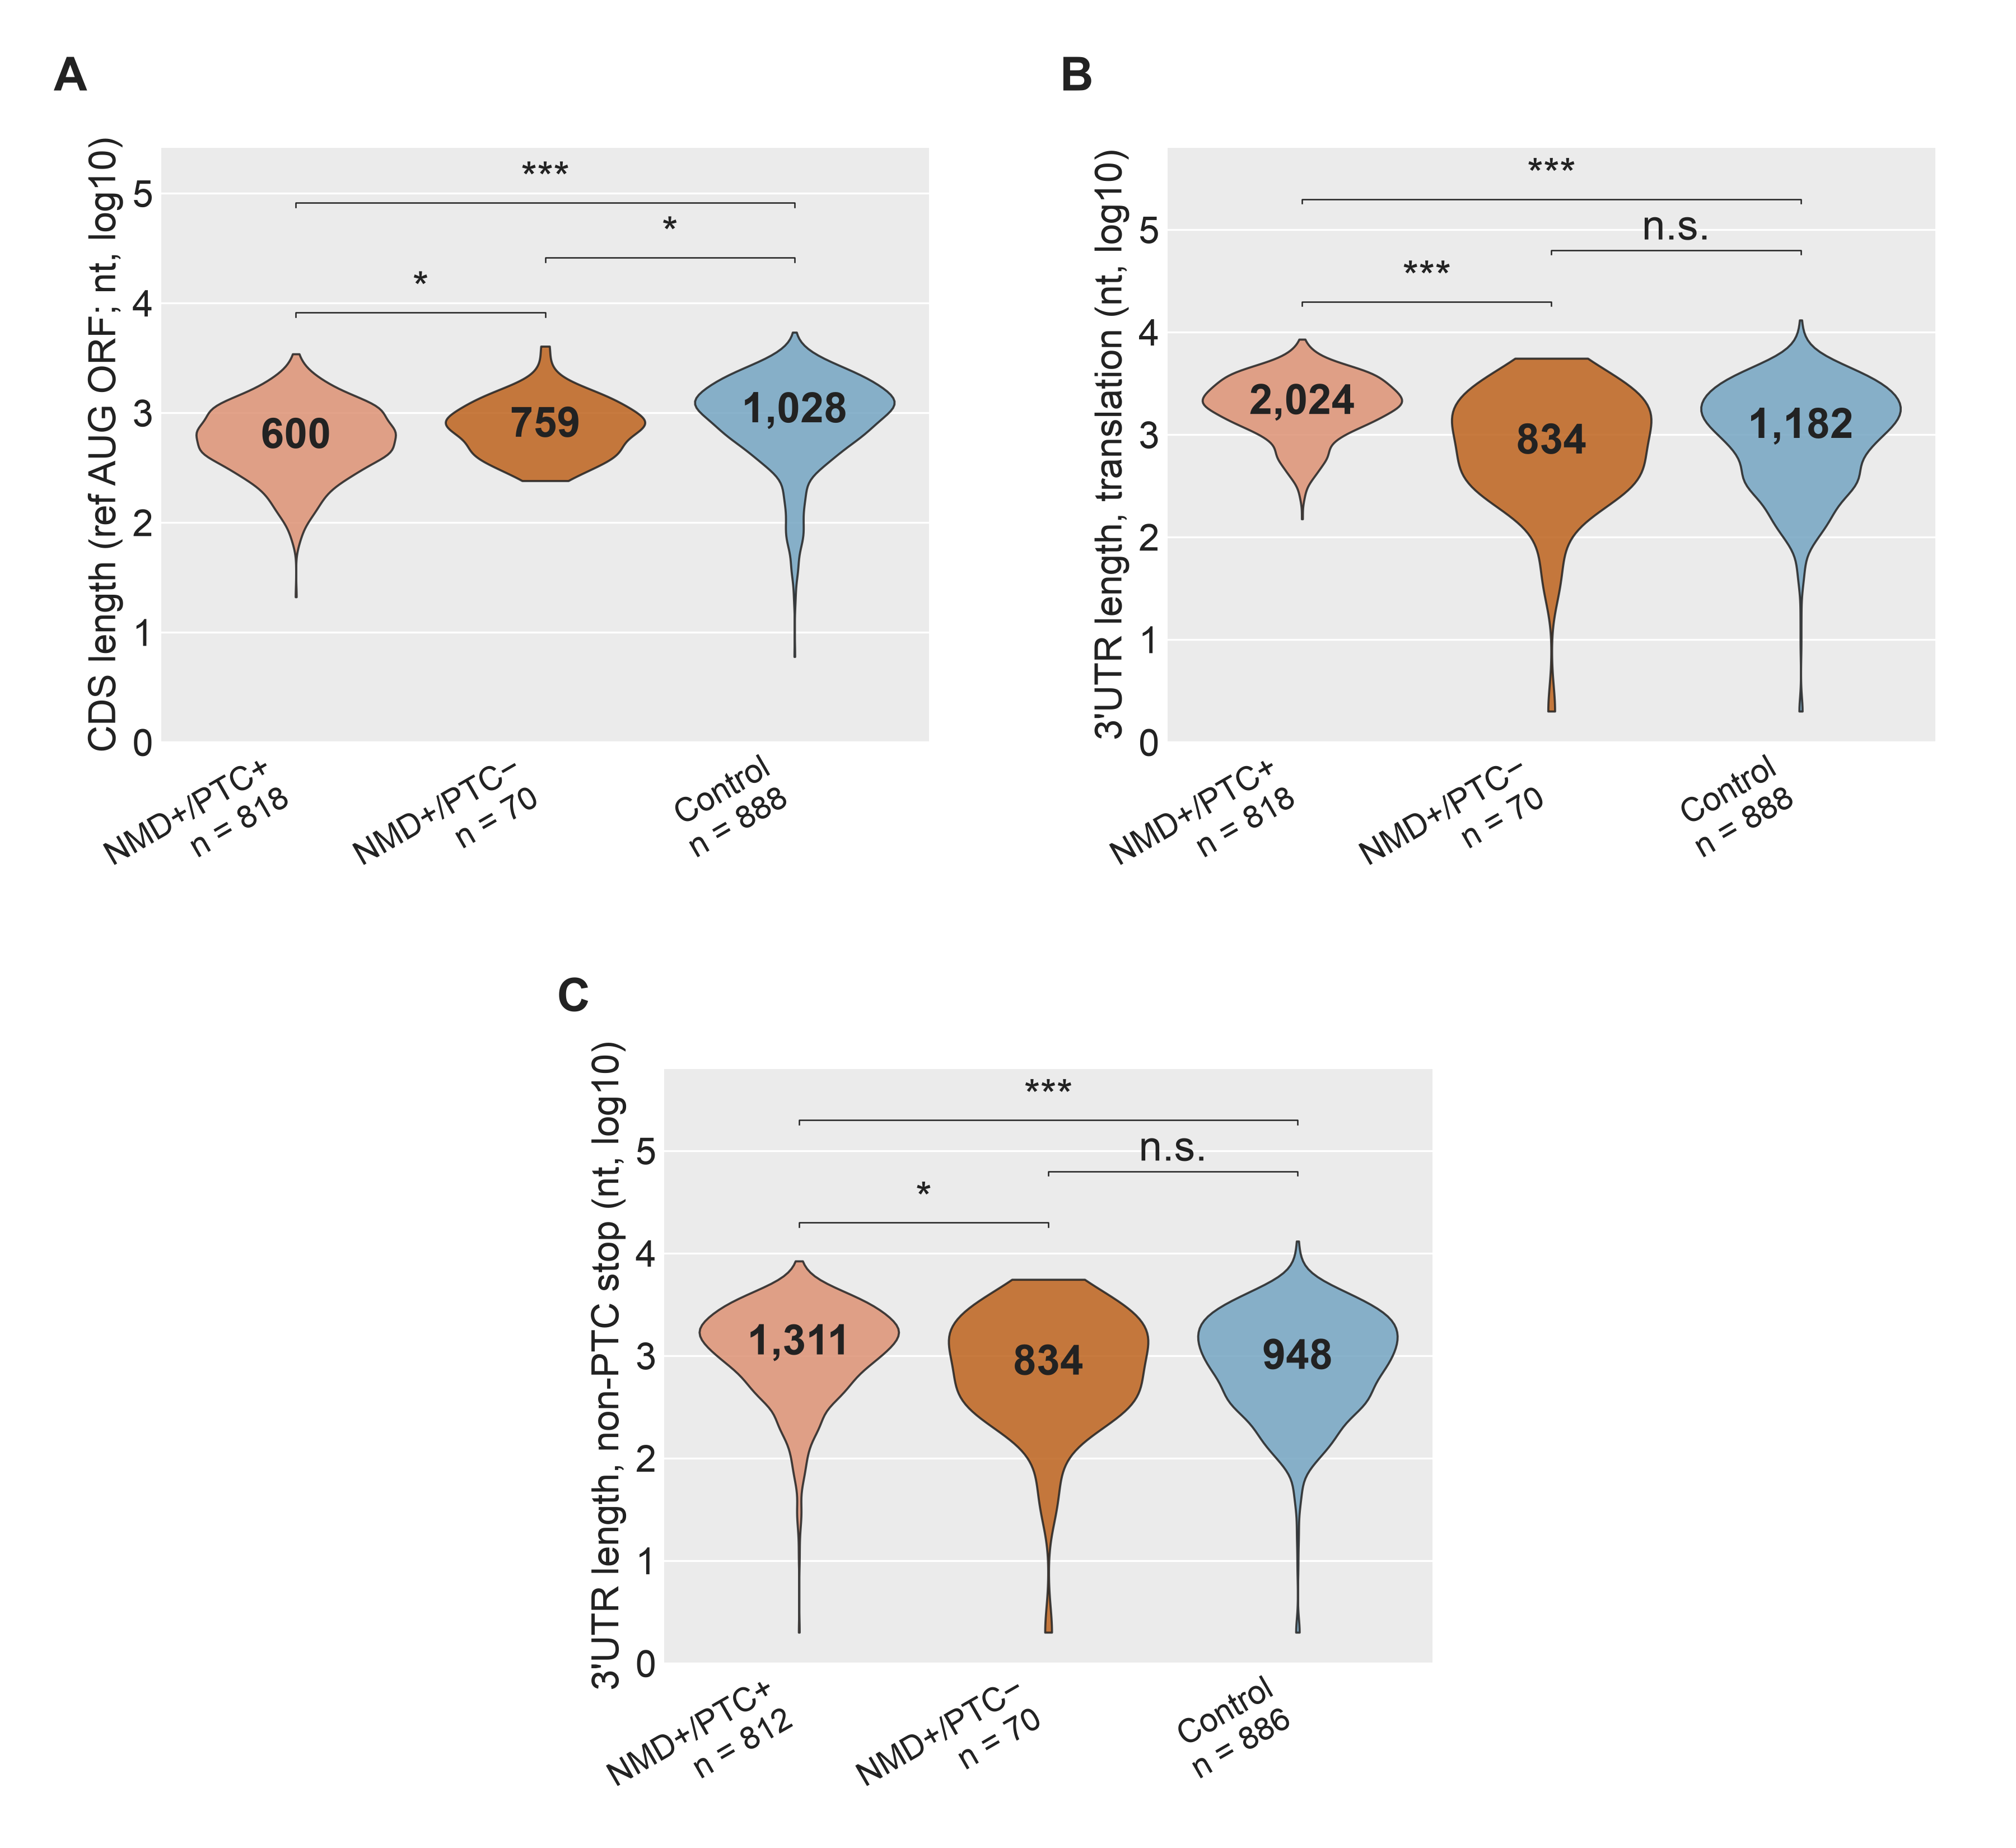 A
CDS length (ref AUG ORF; nt, log10)
5
4
3
2
1
0
***
*
*
600
759
1,028
NMD+/PTC+
n = 818
NMD+/PTC−
n = 70
Control
n = 888
B
3'UTR length, translation (nt, log10)
5
4
3
2
1
0
***
n.s.
***
2,024
834
1,182
NMD+/PTC+
n = 818
NMD+/PTC−
n = 70
Control
n = 888
C
3'UTR length, non-PTC stop (nt, log10)
5
4
3
2
1
0
***
n.s.
*
1,311
834
948
NMD+/PTC+
n = 812
NMD+/PTC−
n = 70
Control
n = 886